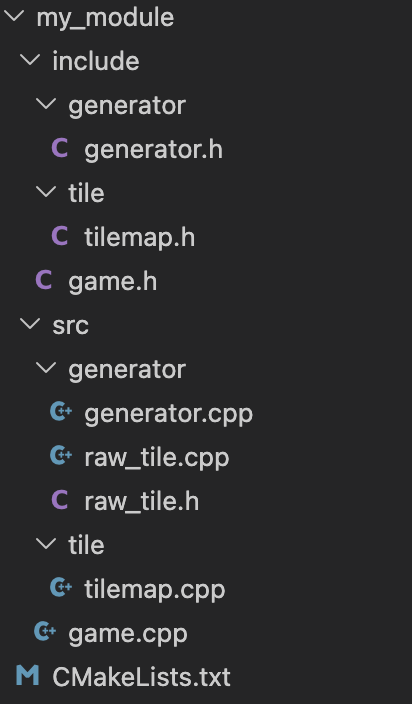 my_module
include
generator
C generator.h
tile
C tilemap.h
C game.h
src
generator
C++ generator.cpp
C++ raw_tile.cpp
C raw_tile.h
tile
C++ tilemap.cpp
C++ game.cpp
M CMakeLists.txt